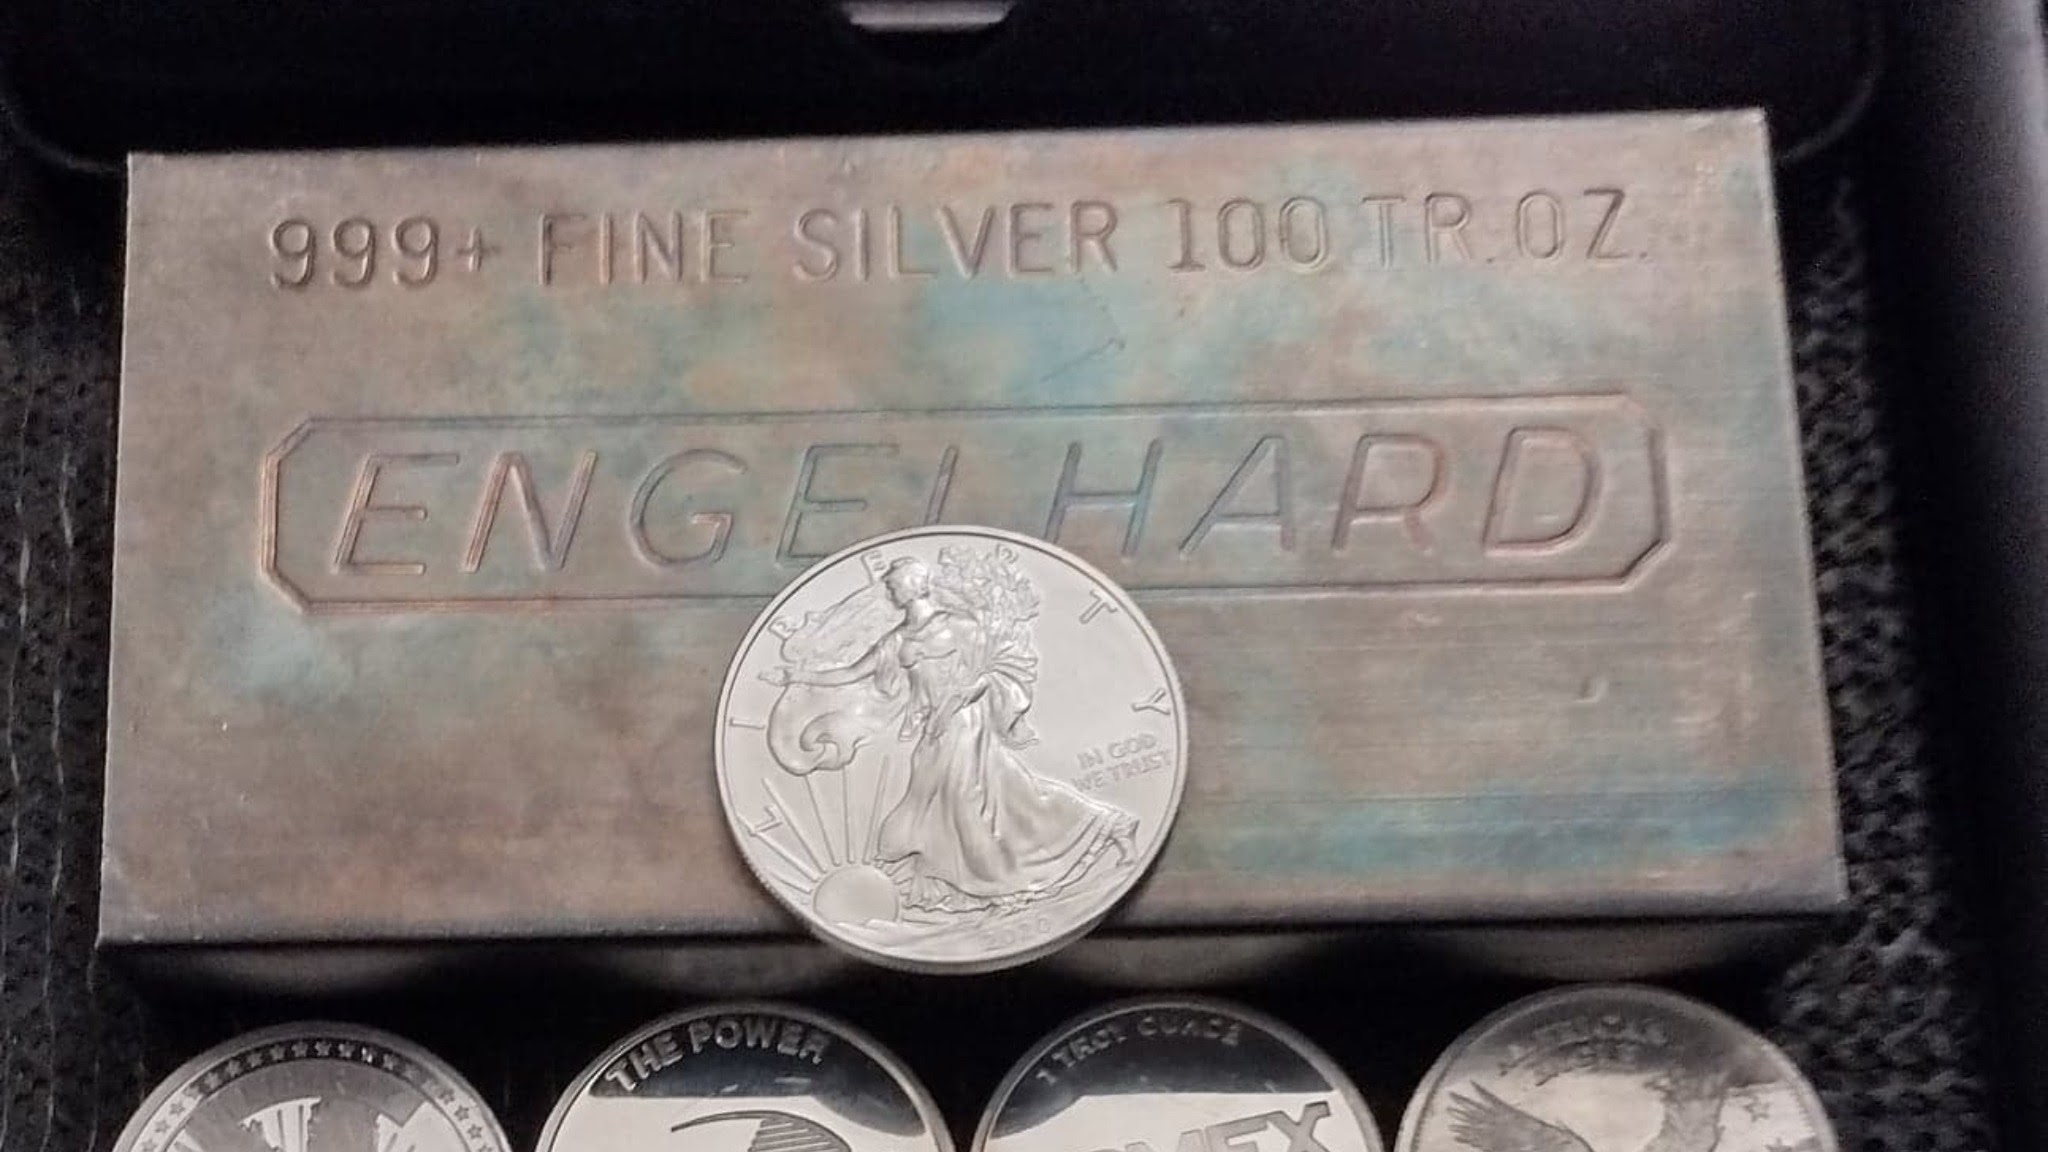 999+ FINE SILVER 100 TR.OZ.
ENGELHARD
LIBERTY
IN GOD
WE TRUST
THE POWER
1 TROY OUNCE